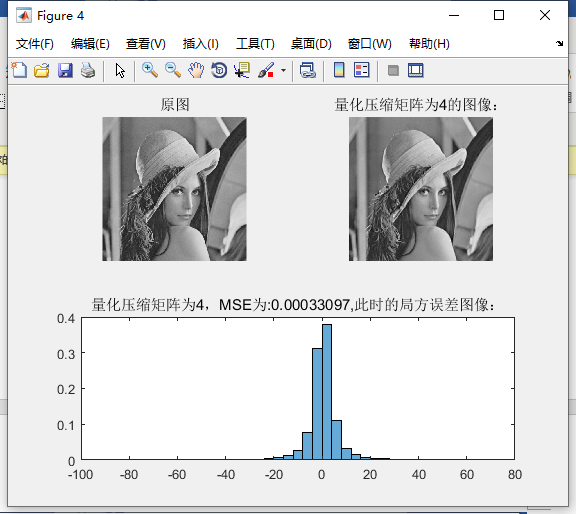 Figure 4
文件(F) 编辑(E) 查看(V) 插入(I) 工具(T) 桌面(D) 窗口(W) 帮助(H)
原图
量化压缩矩阵为4的图像：
量化压缩矩阵为4，MSE为:0.00033097,此时的局方误差图像：
0.4
0.3
0.2
0.1
0
-100 -80 -60 -40 -20 0 20 40 60 80